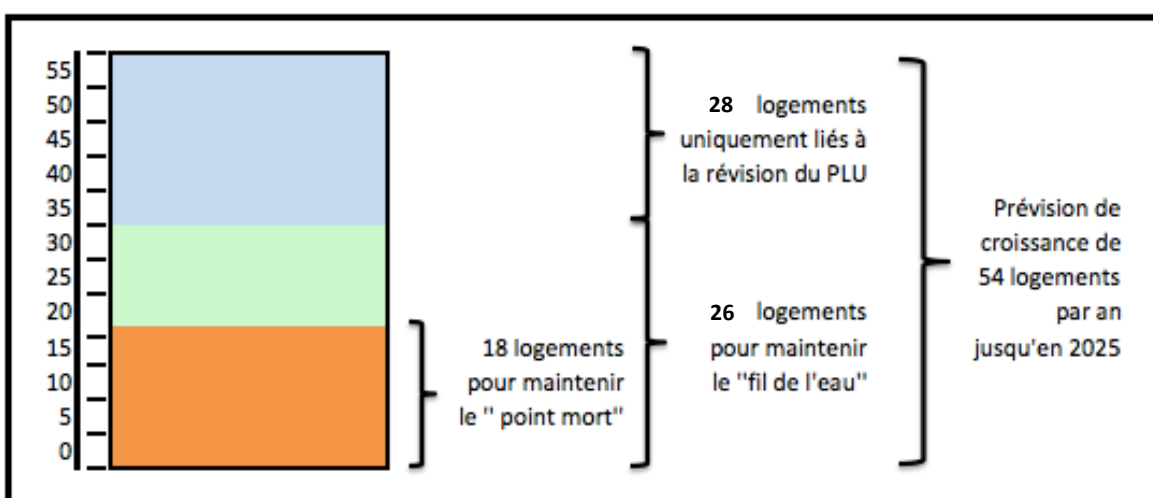 55
50
45
40
35
30
25
20
15
10
5
0
18 logements
pour maintenir
le " point mort"
28 logements
uniquement liés à
la révision du PLU
26 logements
pour maintenir
le "fil de l'eau"
Prévision de
croissance de
54 logements
par an
jusqu'en 2025